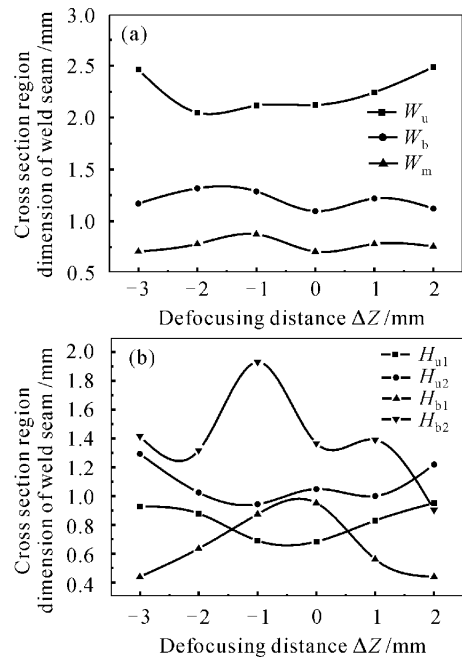 (a)
3.0
2.5
2.0
1.5
1.0
0.5
Cross section region
dimension of weld seam /mm
W_u
W_b
W_m
−3 −2 −1 0 1 2
Defocusing distance ΔZ /mm
(b)
2.0
1.8
1.6
1.4
1.2
1.0
0.8
0.6
0.4
Cross section region
dimension of weld seam /mm
H_u1
H_u2
H_b1
H_b2
−3 −2 −1 0 1 2
Defocusing distance ΔZ /mm